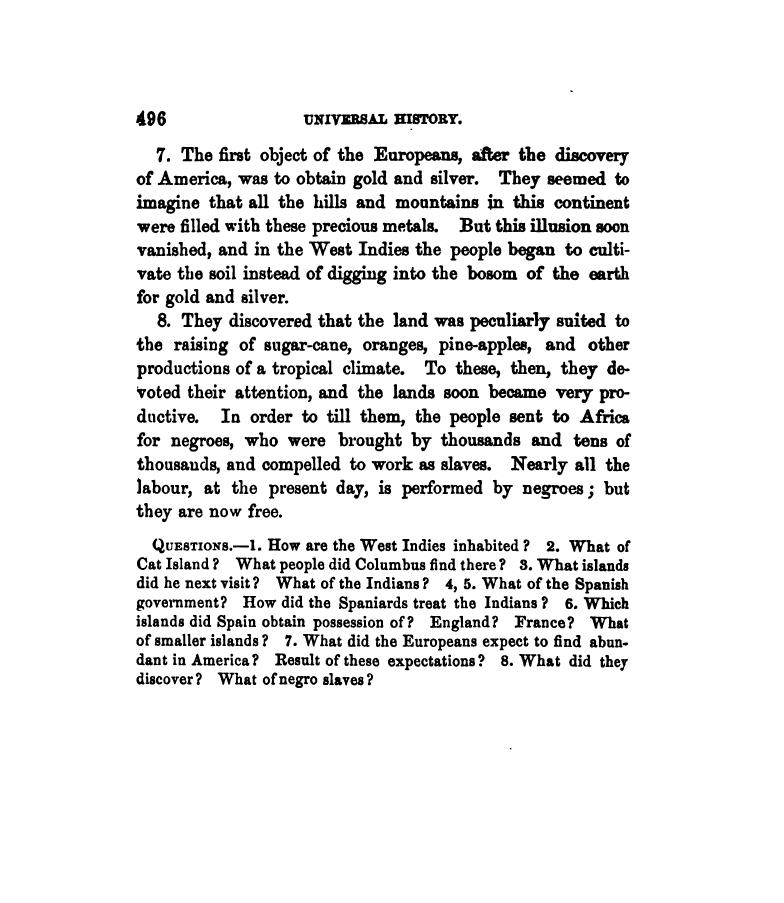 496 UNIVERSAL HISTORY.
7. The first object of the Europeans, after the discovery
of America, was to obtain gold and silver. They seemed to
imagine that all the hills and mountains in this continent
were filled with these precious metals. But this illusion soon
vanished, and in the West Indies the people began to culti-
vate the soil instead of digging into the bosom of the earth
for gold and silver.
8. They discovered that the land was peculiarly suited to
the raising of sugar-cane, oranges, pine-apples, and other
productions of a tropical climate. To these, then, they de-
voted their attention, and the lands soon became very pro-
ductive. In order to till them, the people sent to Africa
for negroes, who were brought by thousands and tens of
thousands, and compelled to work as slaves. Nearly all the
labour, at the present day, is performed by negroes; but
they are now free.
QUESTIONS.—1. How are the West Indies inhabited? 2. What of
Cat Island? What people did Columbus find there? 3. What islands
did he next visit? What of the Indians? 4, 5. What of the Spanish
government? How did the Spaniards treat the Indians? 6. Which
islands did Spain obtain possession of? England? France? What
of smaller islands? 7. What did the Europeans expect to find abun-
dant in America? Result of these expectations? 8. What did they
discover? What of negro slaves?